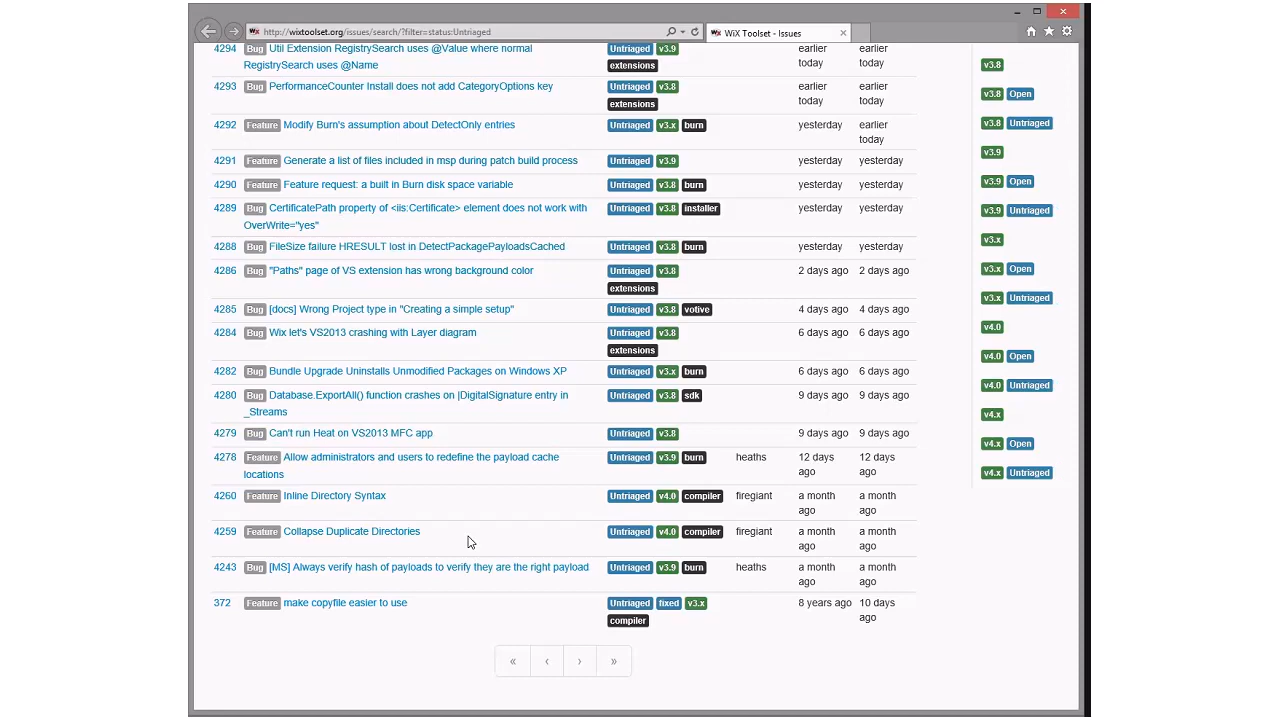 http://wixtoolset.org/issues/search/?filter=status:Untriaged
WiX Toolset - Issues
4294 Bug Util Extension RegistrySearch uses @Value where normal Untriaged v3.9 earlier earlier
RegistrySearch uses @Name extensions today today
4293 Bug PerformanceCounter Install does not add CategoryOptions key Untriaged v3.8 earlier earlier
extensions today today
4292 Feature Modify Burn's assumption about DetectOnly entries Untriaged v3.x burn yesterday earlier
today
4291 Feature Generate a list of files included in msp during patch build process Untriaged v3.9 yesterday yesterday
4290 Feature Feature request: a built in Burn disk space variable Untriaged v3.8 burn yesterday yesterday
4289 Bug CertificatePath property of <iis:Certificate> element does not work with Untriaged v3.8 installer yesterday yesterday
OverWrite="yes"
4288 Bug FileSize failure HRESULT lost in DetectPackagePayloadsCached Untriaged v3.8 burn yesterday yesterday
4286 Bug "Paths" page of VS extension has wrong background color Untriaged v3.8 2 days ago 2 days ago
extensions
4285 Bug [docs] Wrong Project type in "Creating a simple setup" Untriaged v3.8 votive 4 days ago 4 days ago
4284 Bug Wix let's VS2013 crashing with Layer diagram Untriaged v3.8 6 days ago 6 days ago
extensions
4282 Bug Bundle Upgrade Uninstalls Unmodified Packages on Windows XP Untriaged v3.x burn 6 days ago 6 days ago
4280 Bug Database.ExportAll() function crashes on |DigitalSignature entry in Untriaged v3.8 sdk 9 days ago 9 days ago
_Streams
4279 Bug Can't run Heat on VS2013 MFC app Untriaged v3.8 9 days ago 9 days ago
4278 Feature Allow administrators and users to redefine the payload cache Untriaged v3.9 burn heaths 12 days 12 days
locations ago ago
4260 Feature Inline Directory Syntax Untriaged v4.0 compiler firegiant a month a month
ago ago
4259 Feature Collapse Duplicate Directories Untriaged v4.0 compiler firegiant a month a month
ago ago
4243 Bug [MS] Always verify hash of payloads to verify they are the right payload Untriaged v3.9 burn heaths a month a month
ago ago
372 Feature make copyfile easier to use Untriaged fixed v3.x 8 years ago 10 days
compiler ago
« ‹ › »
v3.8
v3.8 Open
v3.8 Untriaged
v3.9
v3.9 Open
v3.9 Untriaged
v3.x
v3.x Open
v3.x Untriaged
v4.0
v4.0 Open
v4.0 Untriaged
v4.x
v4.x Open
v4.x Untriaged